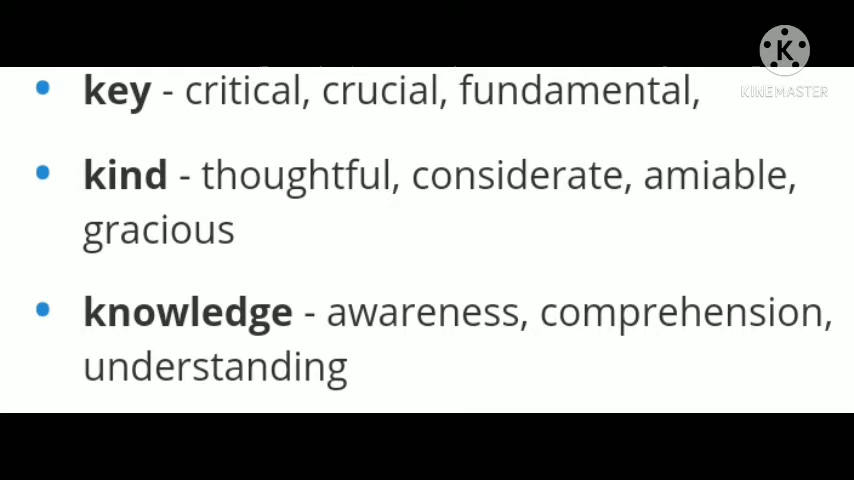 K
KINEMASTER
• key - critical, crucial, fundamental,
• kind - thoughtful, considerate, amiable,
gracious
• knowledge - awareness, comprehension,
understanding